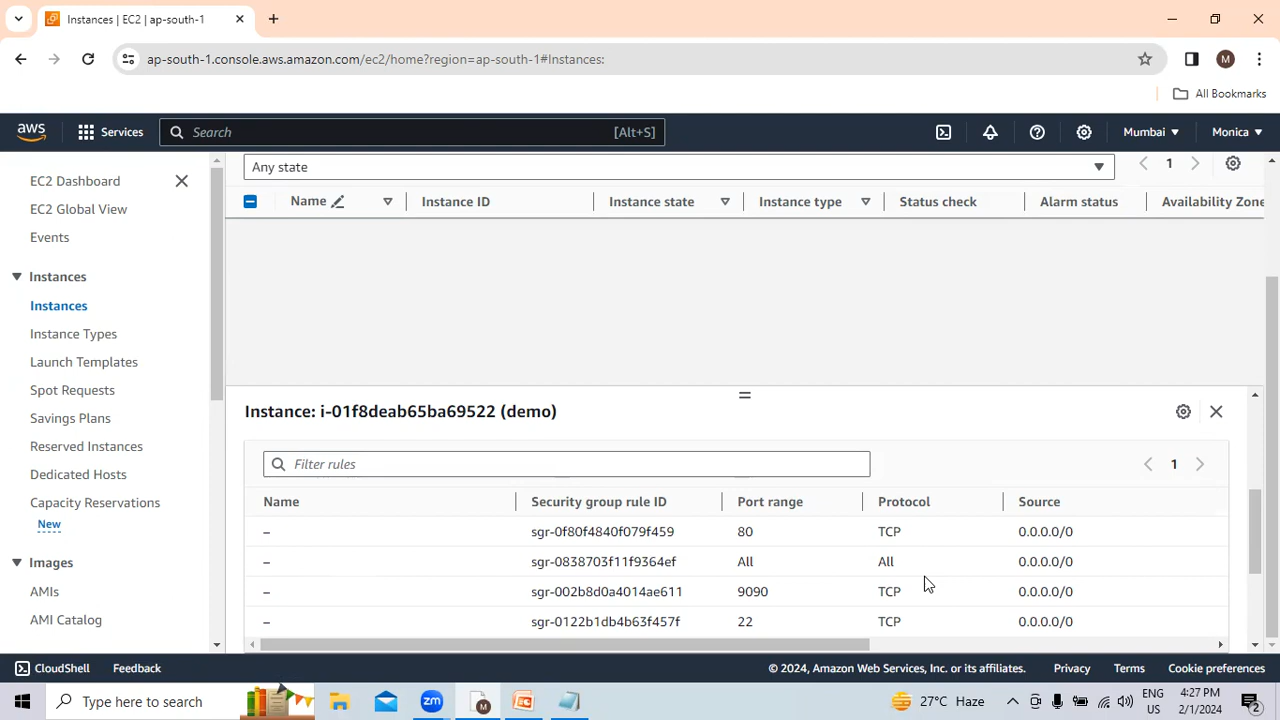 Instances | EC2 | ap-south-1
ap-south-1.console.aws.amazon.com/ec2/home?region=ap-south-1#Instances:
M
All Bookmarks
aws
Services
Search
[Alt+S]
Mumbai
Monica
EC2 Dashboard
EC2 Global View
Events
Instances
Instances
Instance Types
Launch Templates
Spot Requests
Savings Plans
Reserved Instances
Dedicated Hosts
Capacity Reservations
New
Images
AMIs
AMI Catalog
Any state
1
Name
Instance ID
Instance state
Instance type
Status check
Alarm status
Availability Zone
Instance: i-01f8deab65ba69522 (demo)
Filter rules
1
Name Security group rule ID Port range Protocol Source
– sgr-0f80f4840f079f459 80 TCP 0.0.0.0/0
– sgr-0838703f11f9364ef All All 0.0.0.0/0
– sgr-002b8d0a4014ae611 9090 TCP 0.0.0.0/0
– sgr-0122b1db4b63f457f 22 TCP 0.0.0.0/0
CloudShell
Feedback
© 2024, Amazon Web Services, Inc. or its affiliates.
Privacy
Terms
Cookie preferences
Type here to search
zm
M
27°C Haze
ENG
US
4:27 PM
2/1/2024
2